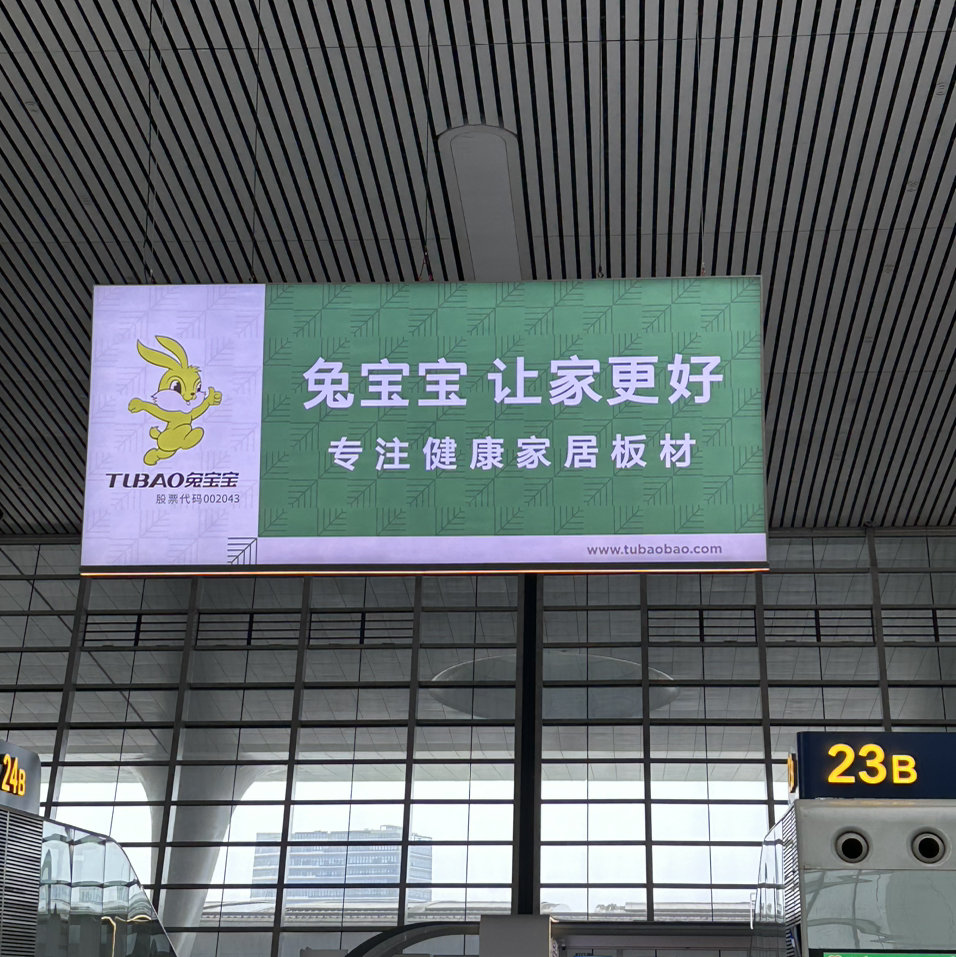 兔宝宝 让家更好
专注健康家居板材
TUBAO兔宝宝
股票代码002043
www.tubaobao.com
24B
23B